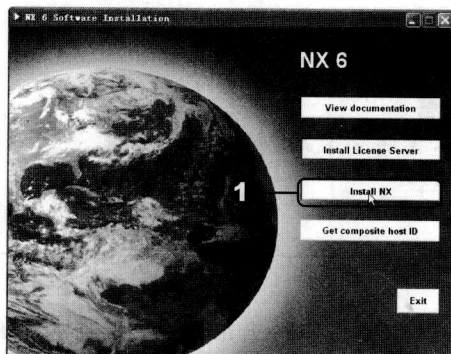 NX 6 Software Installation
NX 6
View documentation
Install License Server
1
Install NX
Get composite host ID
Exit